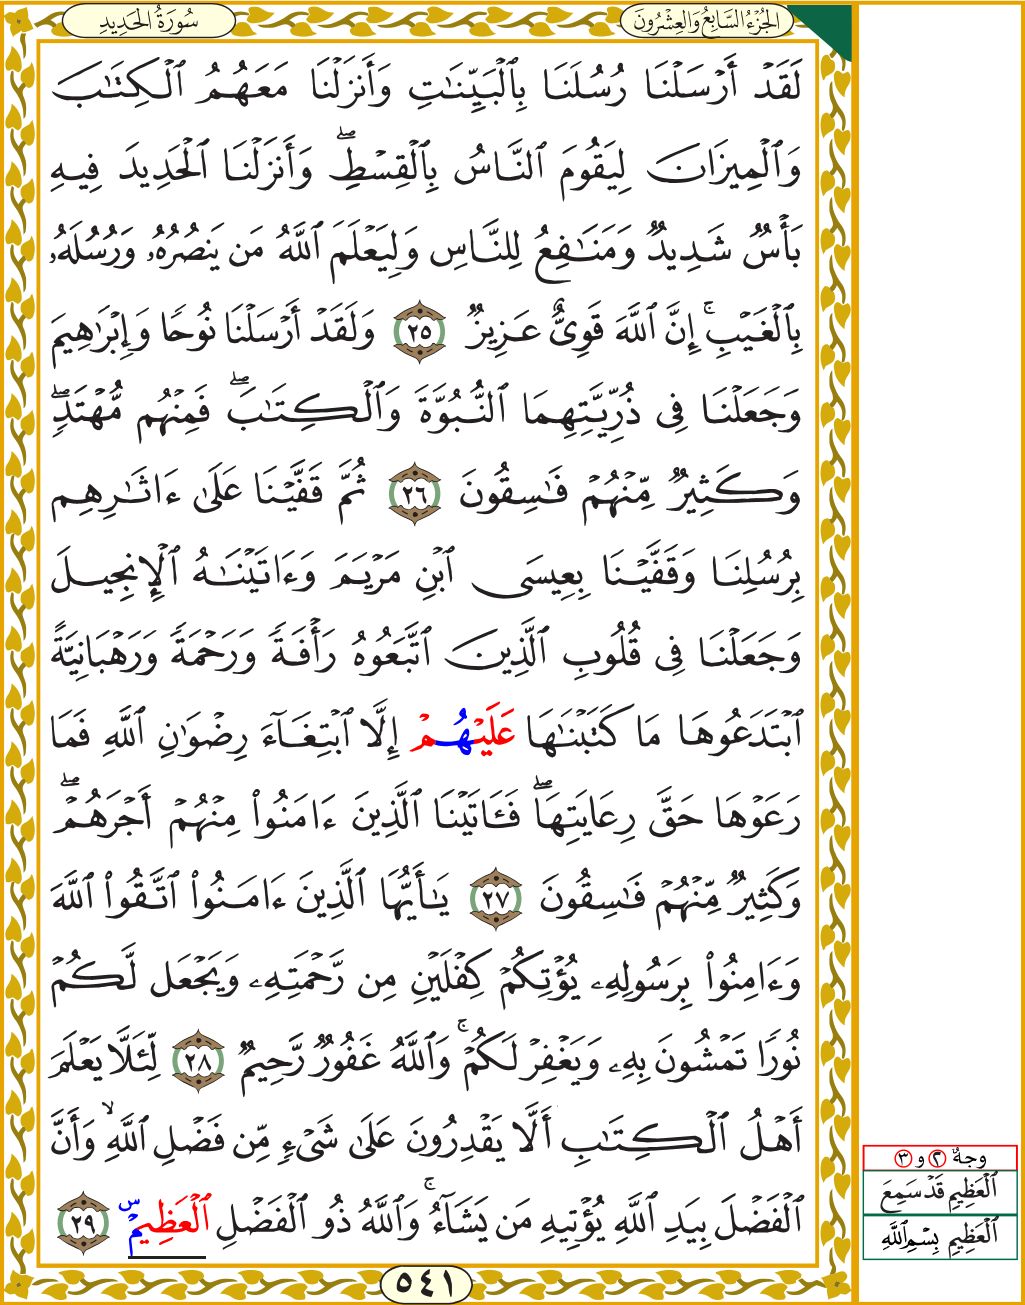 الجُزْءُ السَّابِعُ وَالعِشْرُونَ
سُورَةُ الحَدِيدِ
لَقَدۡ أَرۡسَلۡنَا رُسُلَنَا بِٱلۡبَيِّنَٰتِ وَأَنزَلۡنَا مَعَهُمُ ٱلۡكِتَٰبَ
وَٱلۡمِيزَانَ لِيَقُومَ ٱلنَّاسُ بِٱلۡقِسۡطِۖ وَأَنزَلۡنَا ٱلۡحَدِيدَ فِيهِ
بَأۡسٞ شَدِيدٞ وَمَنَٰفِعُ لِلنَّاسِ وَلِيَعۡلَمَ ٱللَّهُ مَن يَنصُرُهُۥ وَرُسُلَهُۥ
بِٱلۡغَيۡبِۚ إِنَّ ٱللَّهَ قَوِيٌّ عَزِيزٞ ٢٥ وَلَقَدۡ أَرۡسَلۡنَا نُوحٗا وَإِبۡرَٰهِيمَ
وَجَعَلۡنَا فِي ذُرِّيَّتِهِمَا ٱلنُّبُوَّةَ وَٱلۡكِتَٰبَۖ فَمِنۡهُم مُّهۡتَدٖۖ
وَكَثِيرٞ مِّنۡهُمۡ فَٰسِقُونَ ٢٦ ثُمَّ قَفَّيۡنَا عَلَىٰ ءَاثَٰرِهِم
بِرُسُلِنَا وَقَفَّيۡنَا بِعِيسَى ٱبۡنِ مَرۡيَمَ وَءَاتَيۡنَٰهُ ٱلۡإِنجِيلَ
وَجَعَلۡنَا فِي قُلُوبِ ٱلَّذِينَ ٱتَّبَعُوهُ رَأۡفَةٗ وَرَحۡمَةٗ وَرَهۡبَانِيَّةً
ٱبۡتَدَعُوهَا مَا كَتَبۡنَٰهَا عَلَيۡهُمۡ إِلَّا ٱبۡتِغَآءَ رِضۡوَٰنِ ٱللَّهِ فَمَا
رَعَوۡهَا حَقَّ رِعَايَتِهَاۖ فَـَٔاتَيۡنَا ٱلَّذِينَ ءَامَنُواْ مِنۡهُمۡ أَجۡرَهُمۡۖ
وَكَثِيرٞ مِّنۡهُمۡ فَٰسِقُونَ ٢٧ يَٰٓأَيُّهَا ٱلَّذِينَ ءَامَنُواْ ٱتَّقُواْ ٱللَّهَ
وَءَامِنُواْ بِرَسُولِهِۦ يُؤۡتِكُمۡ كِفۡلَيۡنِ مِن رَّحۡمَتِهِۦ وَيَجۡعَل لَّكُمۡ
نُورٗا تَمۡشُونَ بِهِۦ وَيَغۡفِرۡ لَكُمۡۚ وَٱللَّهُ غَفُورٞ رَّحِيمٞ ٢٨ لِّئَلَّا يَعۡلَمَ
أَهۡلُ ٱلۡكِتَٰبِ أَلَّا يَقۡدِرُونَ عَلَىٰ شَيۡءٖ مِّن فَضۡلِ ٱللَّهِ ۙ وَأَنَّ
ٱلۡفَضۡلَ بِيَدِ ٱللَّهِ يُؤۡتِيهِ مَن يَشَآءُۚ وَٱللَّهُ ذُو ٱلۡفَضۡلِ ٱلۡعَظِيمِ س ٢٩
وجهٌ ٢ و ٣
ٱلۡعَظِيمِ قَدۡ سَمِعَ
ٱلۡعَظِيمِ بِسۡمِ ٱللَّهِ
٥٤١